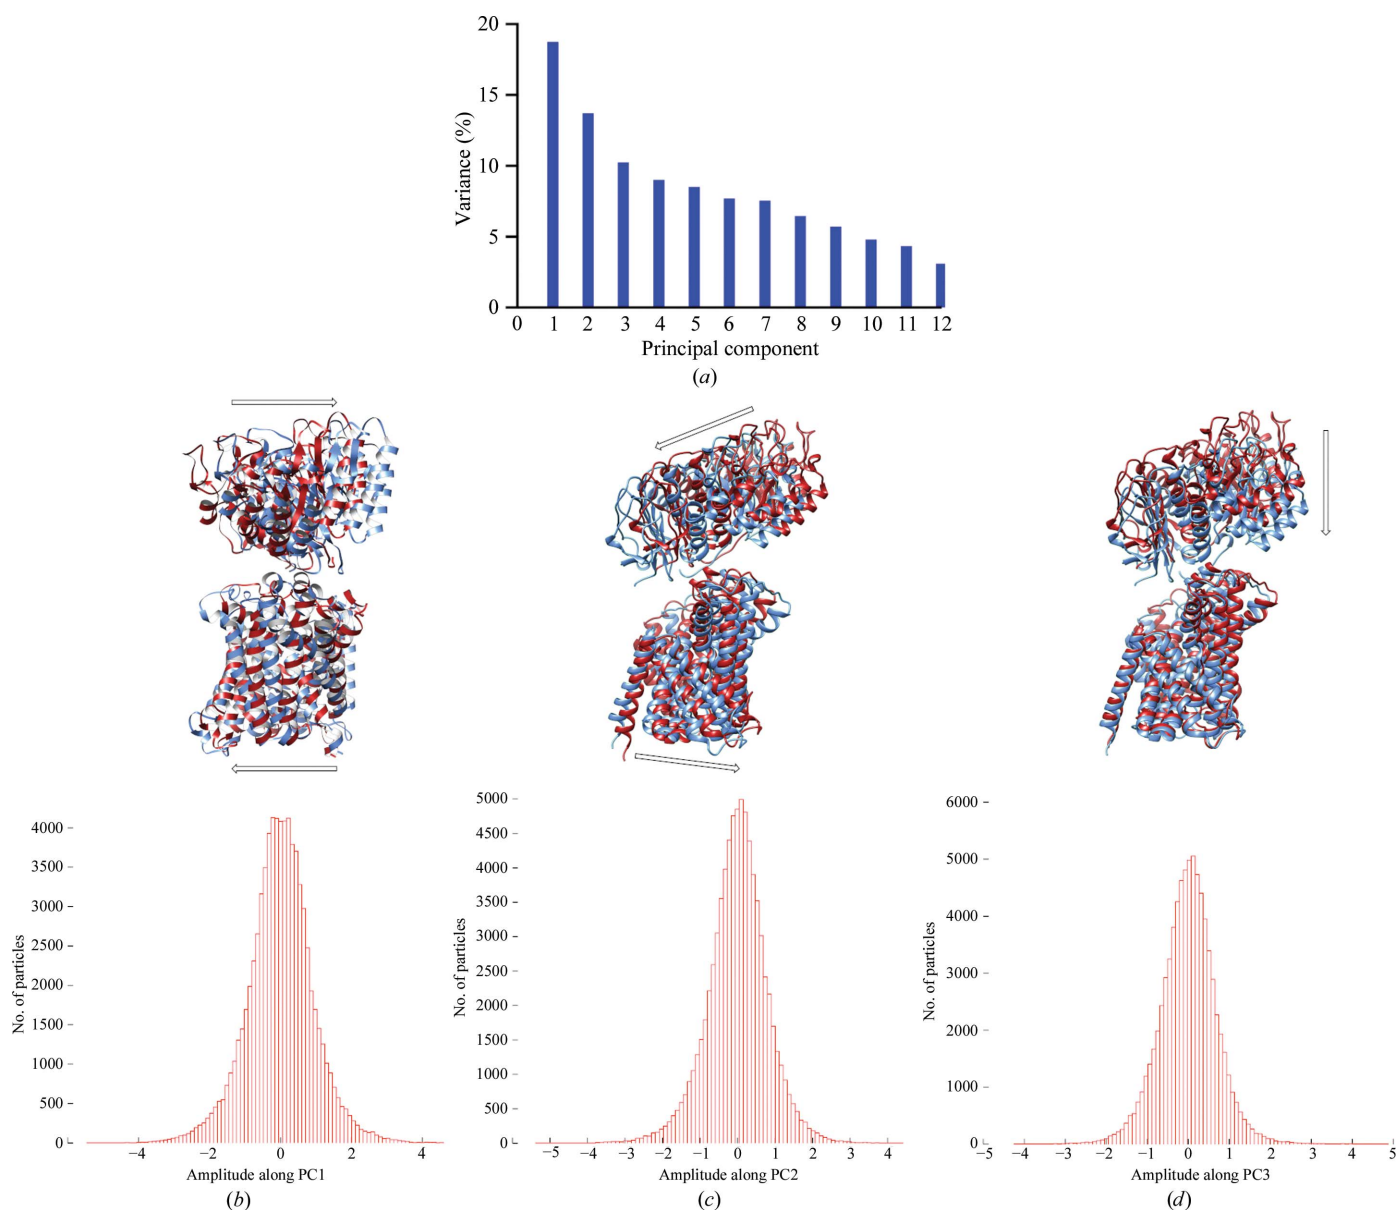 20
15
10
5
0
Variance (%)
0 1 2 3 4 5 6 7 8 9 10 11 12
Principal component
(a)
4000
3500
3000
2500
2000
1500
1000
500
0
No. of particles
−4 −2 0 2 4
Amplitude along PC1
(b)
5000
4500
4000
3500
3000
2500
2000
1500
1000
500
0
No. of particles
−5 −4 −3 −2 −1 0 1 2 3 4
Amplitude along PC2
(c)
6000
5000
4000
3000
2000
1000
0
No. of particles
−5 −4 −3 −2 −1 0 1 2 3 4 5
Amplitude along PC3
(d)